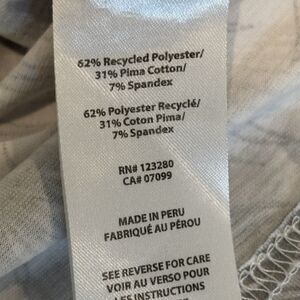 62% Recycled Polyester/
31% Pima Cotton/
7% Spandex
62% Polyester Recyclé/
31% Coton Pima/
7% Spandex
RN# 123280
CA# 07099
MADE IN PERU
FABRIQUÉ AU PÉROU
SEE REVERSE FOR CARE
VOIR AU VERSO POUR
LES INSTRUCTIONS